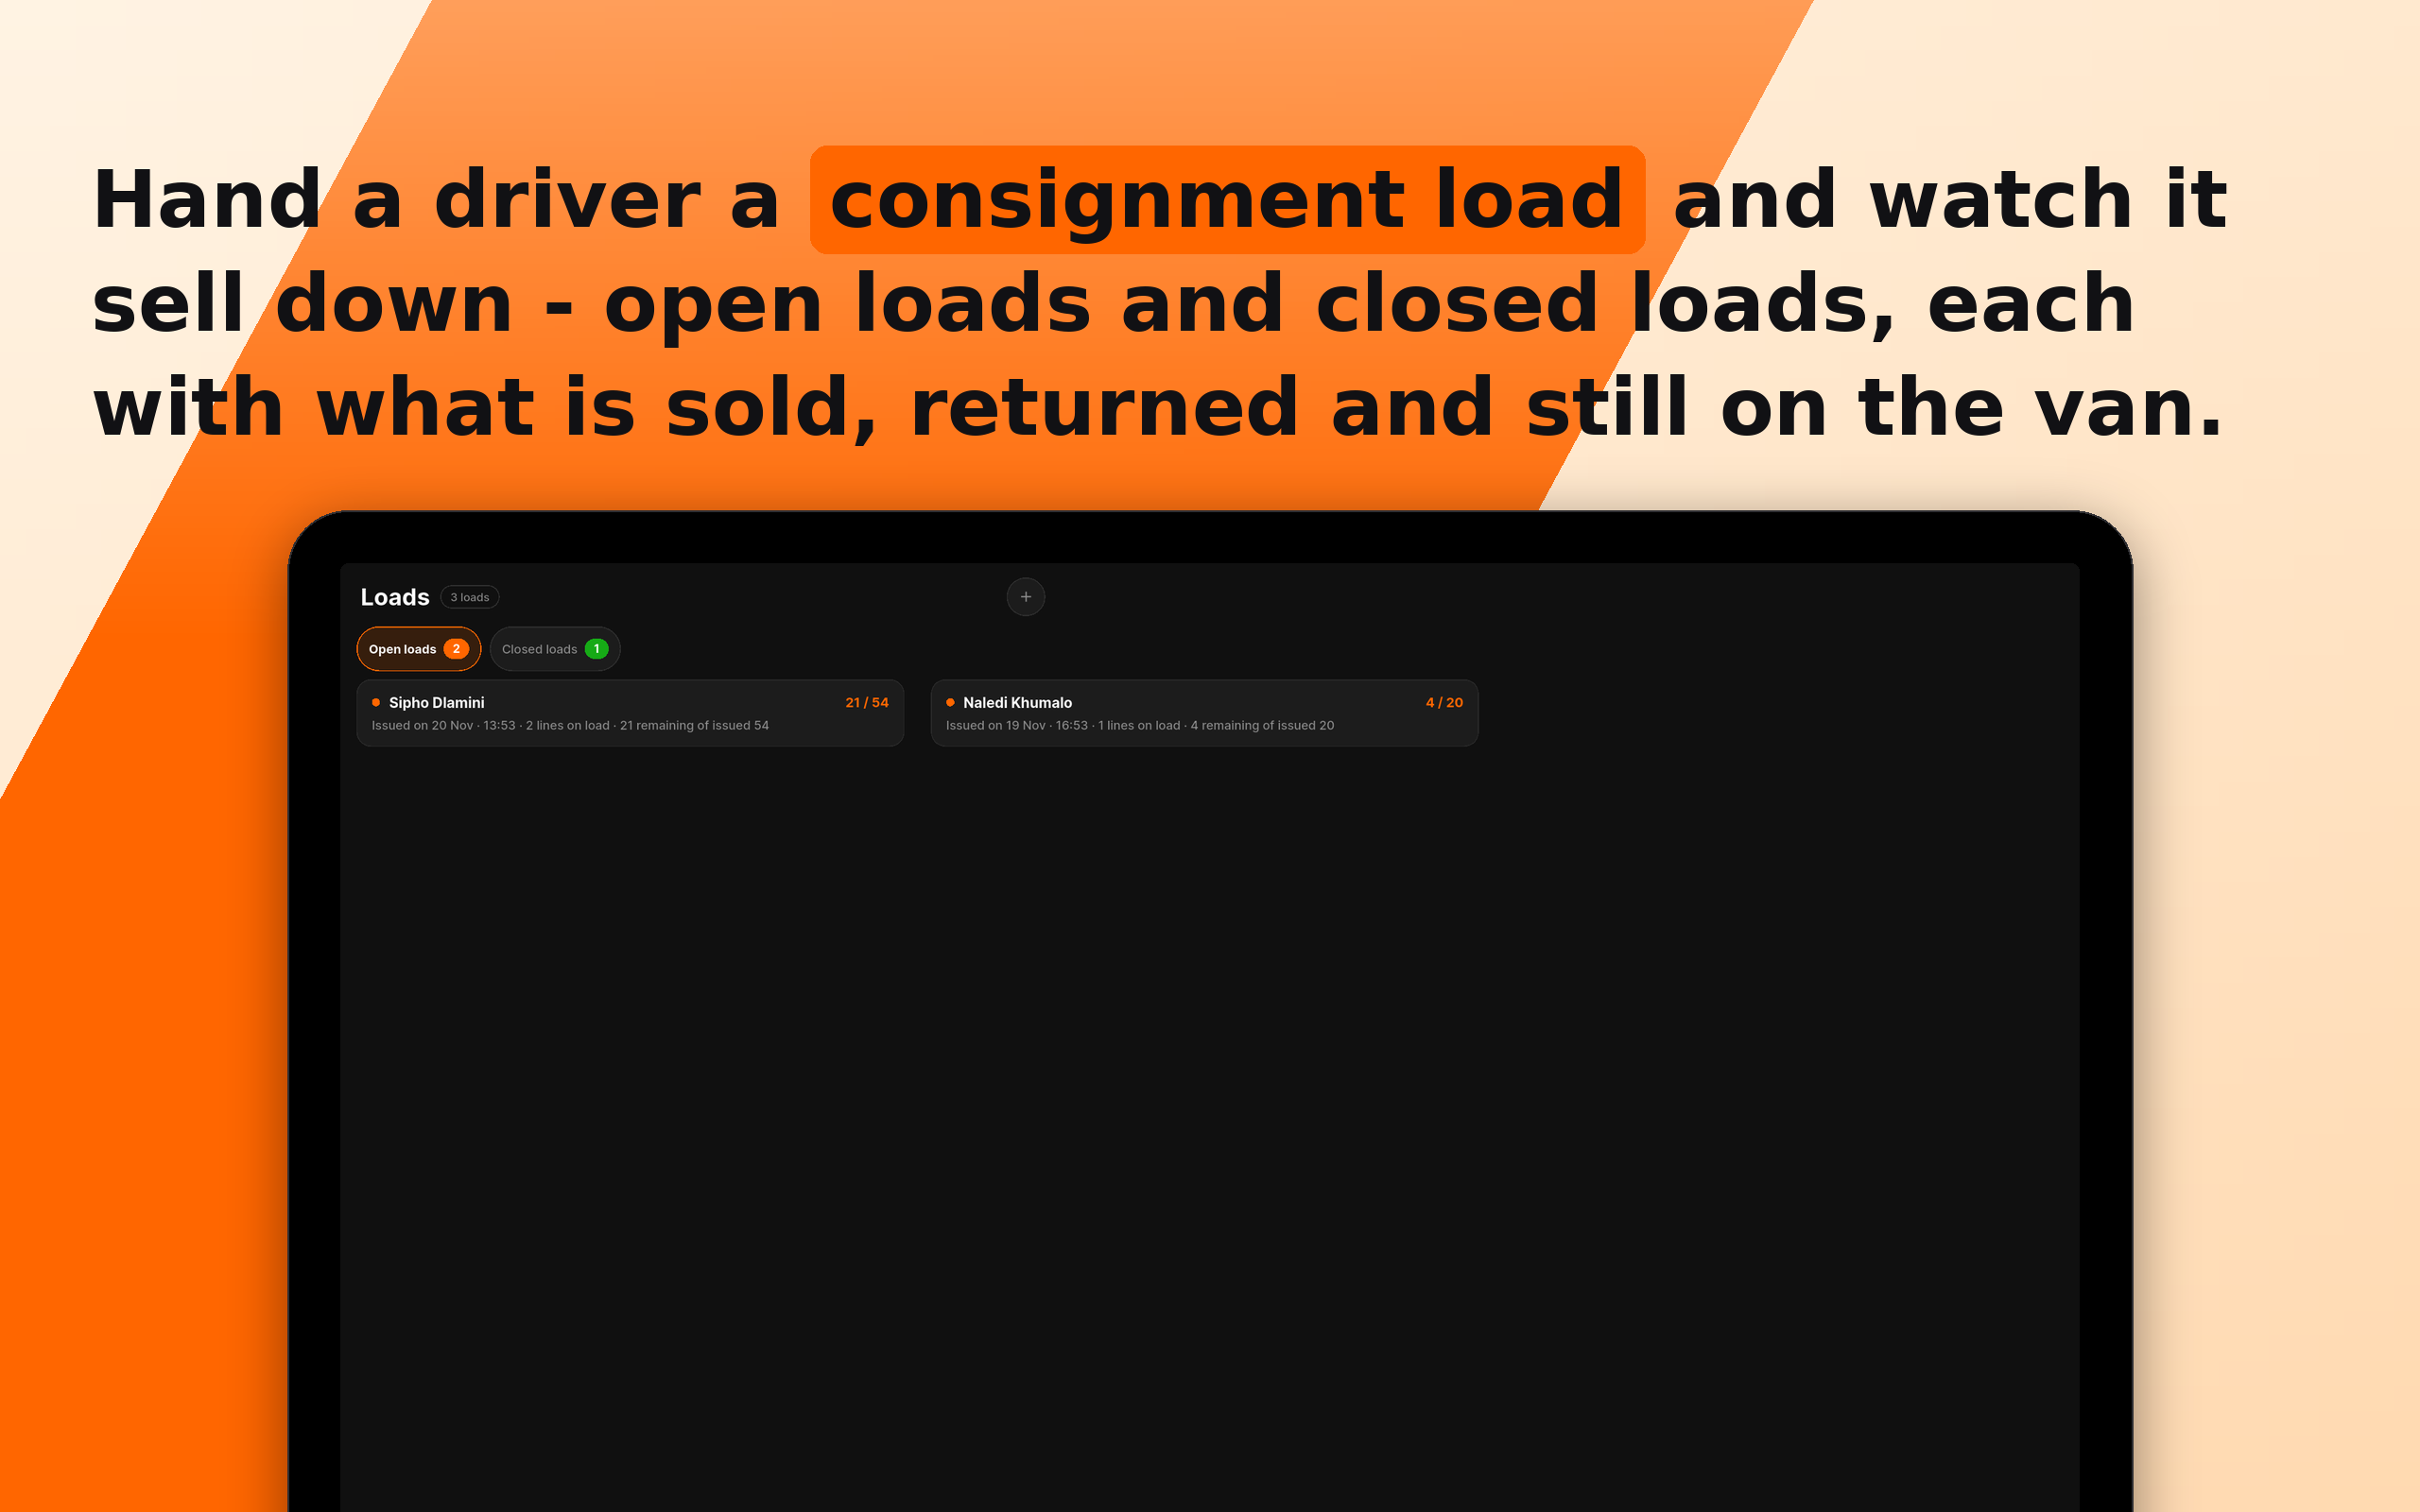 Hand a driver a consignment load and watch it
sell down - open loads and closed loads, each
with what is sold, returned and still on the van.
Loads 3 loads +
Open loads 2 Closed loads 1
Sipho Dlamini 21 / 54
Issued on 20 Nov · 13:53 · 2 lines on load · 21 remaining of issued 54
Naledi Khumalo 4 / 20
Issued on 19 Nov · 16:53 · 1 lines on load · 4 remaining of issued 20